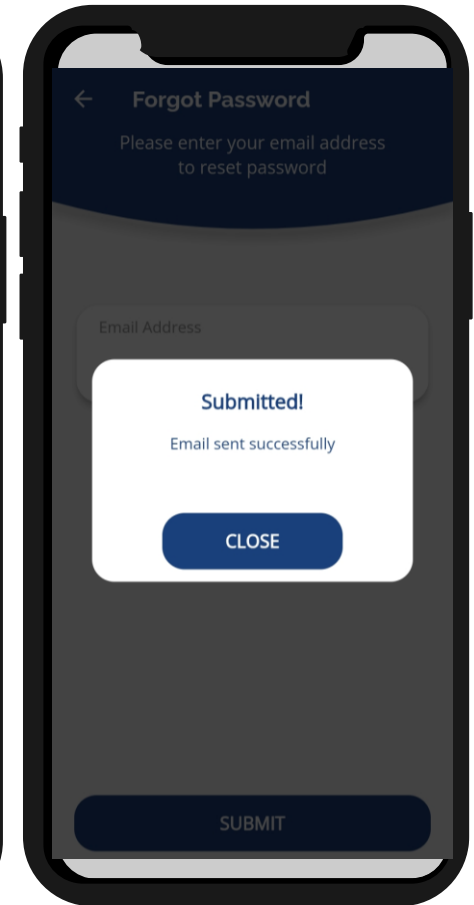 Forgot Password
Please enter your email address
to reset password
Email Address
Submitted!
Email sent successfully
CLOSE
SUBMIT